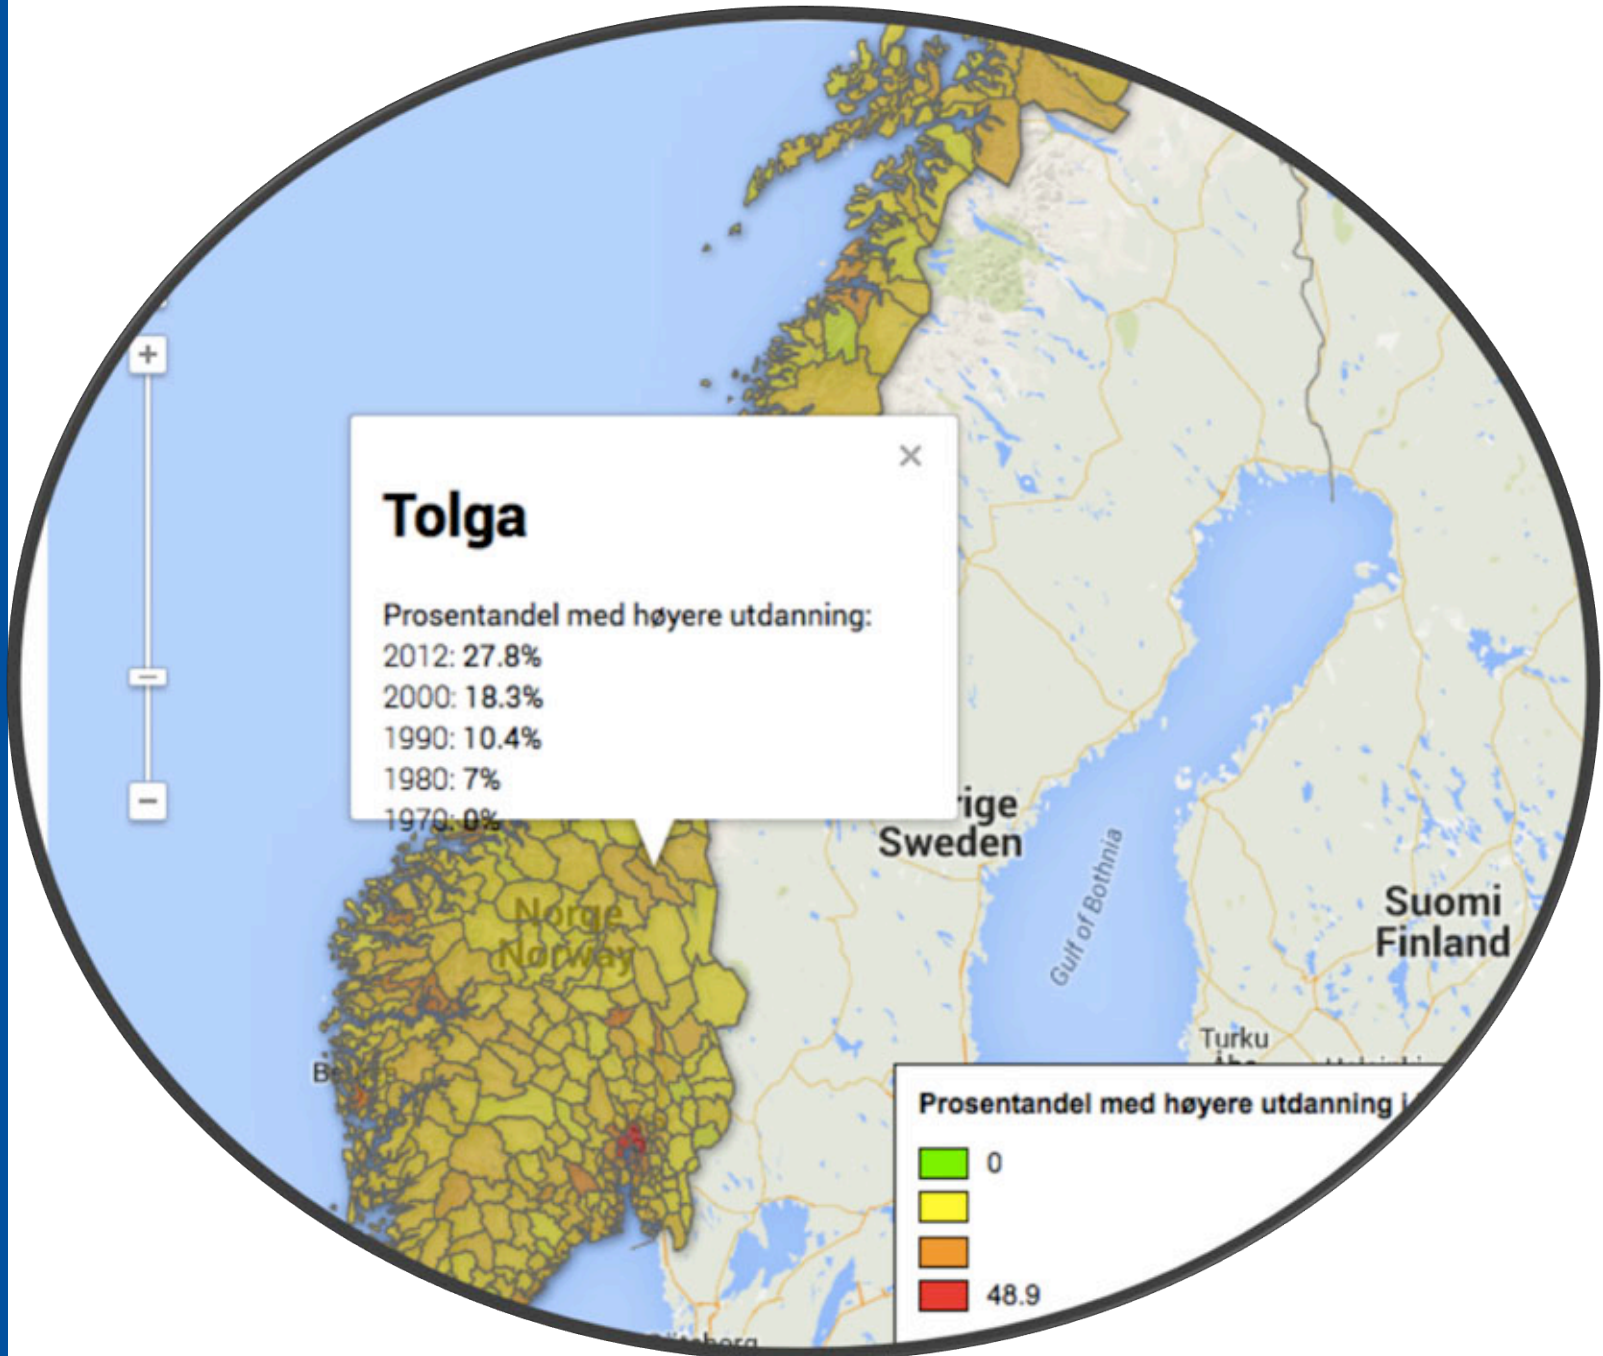 Tolga
Prosentandel med høyere utdanning:
2012: 27.8%
2000: 18.3%
1990: 10.4%
1980: 7%
1970: 0%
Sweden
Norge
Norway
Gulf of Bothnia
Suomi
Finland
Turku
Prosentandel med høyere utdanning
0
48.9